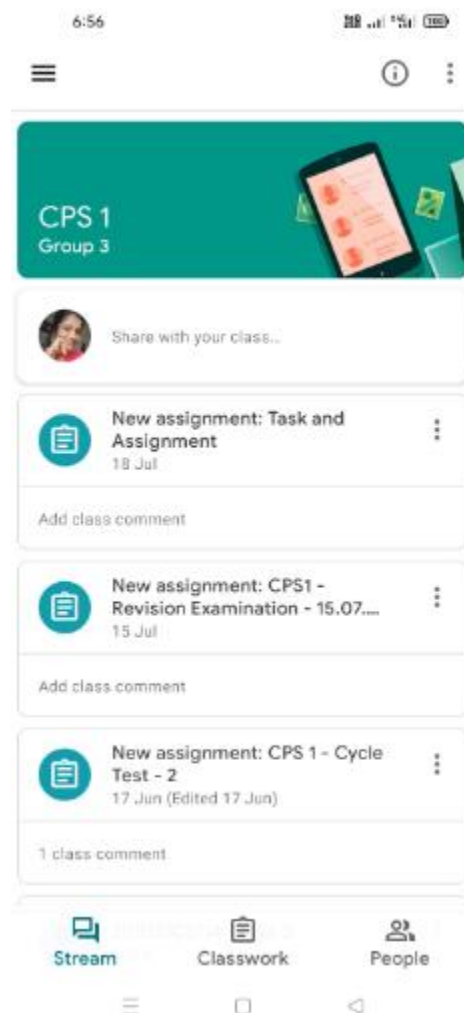 6:56
CPS 1
Group 3
Share with your class...
New assignment: Task and
Assignment
18 Jul
Add class comment
New assignment: CPS1 -
Revision Examination - 15.07....
15 Jul
Add class comment
New assignment: CPS 1 - Cycle
Test - 2
17 Jun (Edited 17 Jun)
1 class comment
Stream Classwork People